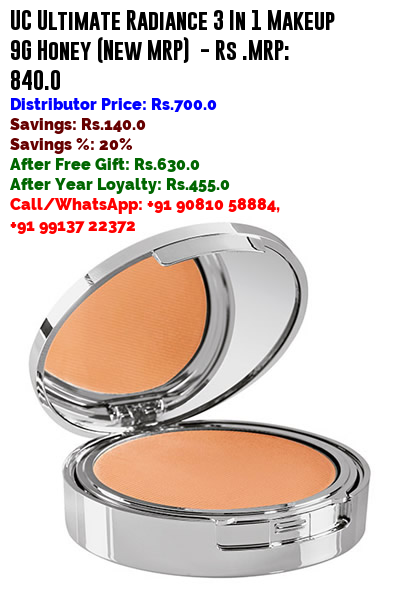 UC Ultimate Radiance 3 In 1 Makeup
9G Honey (New MRP) - Rs .MRP:
840.0
Distributor Price: Rs.700.0
Savings: Rs.140.0
Savings %: 20%
After Free Gift: Rs.630.0
After Year Loyalty: Rs.455.0
Call/WhatsApp: +91 90810 58884,
+91 99137 22372